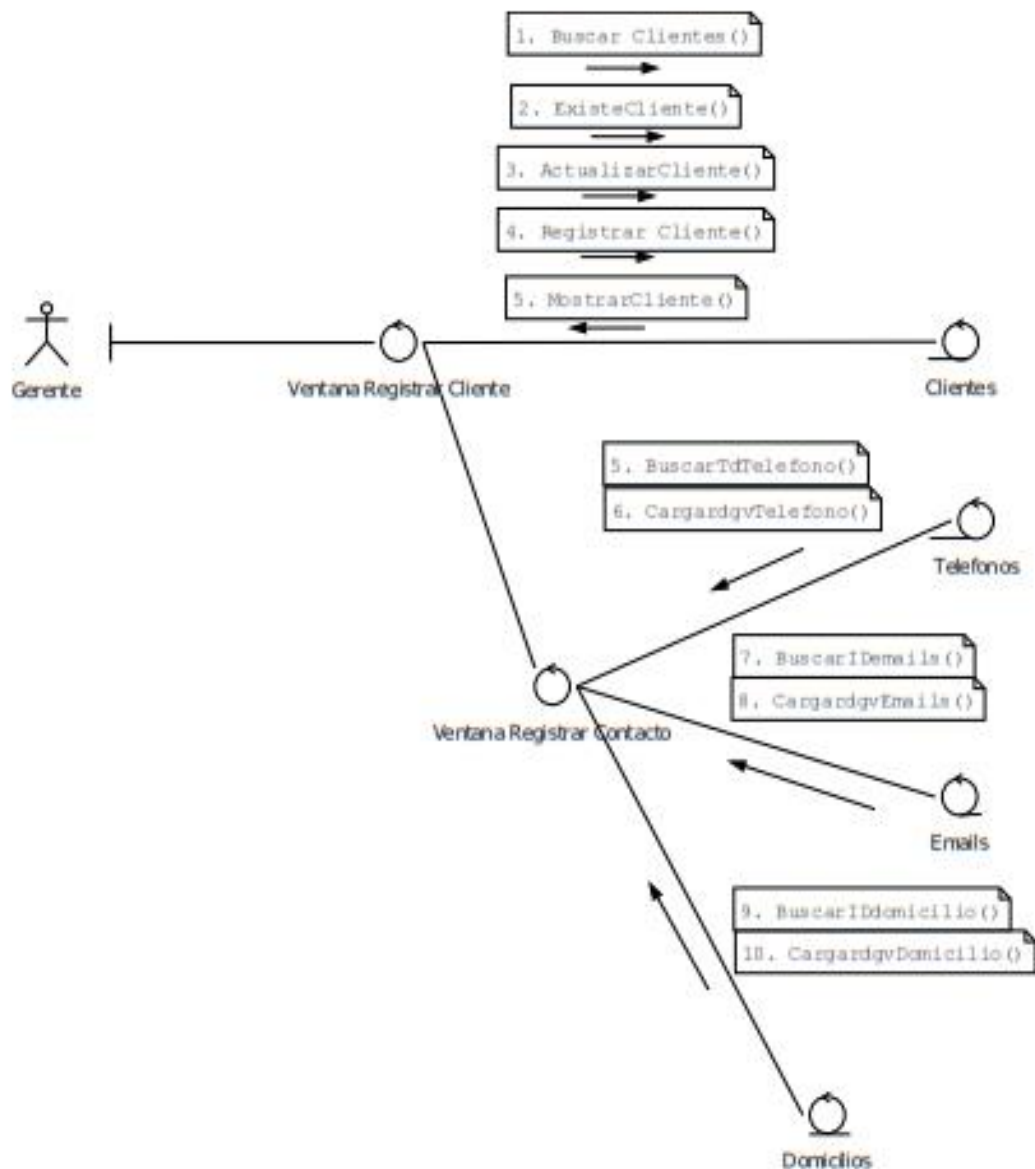 1. Buscar Clientes()
2. ExisteCliente()
3. ActualizarCliente()
4. Registrar Cliente()
5. MostrarCliente()
Gerente
Ventana Registrar Cliente
Clientes
5. BuscarTdTelefono()
6. CargardgvTelefono()
Telefonos
7. BuscarIDemails()
8. CargardgvEmails()
Ventana Registrar Contacto
Emails
9. BuscarIDdomicilio()
10. CargardgvDomicilio()
Domicilios